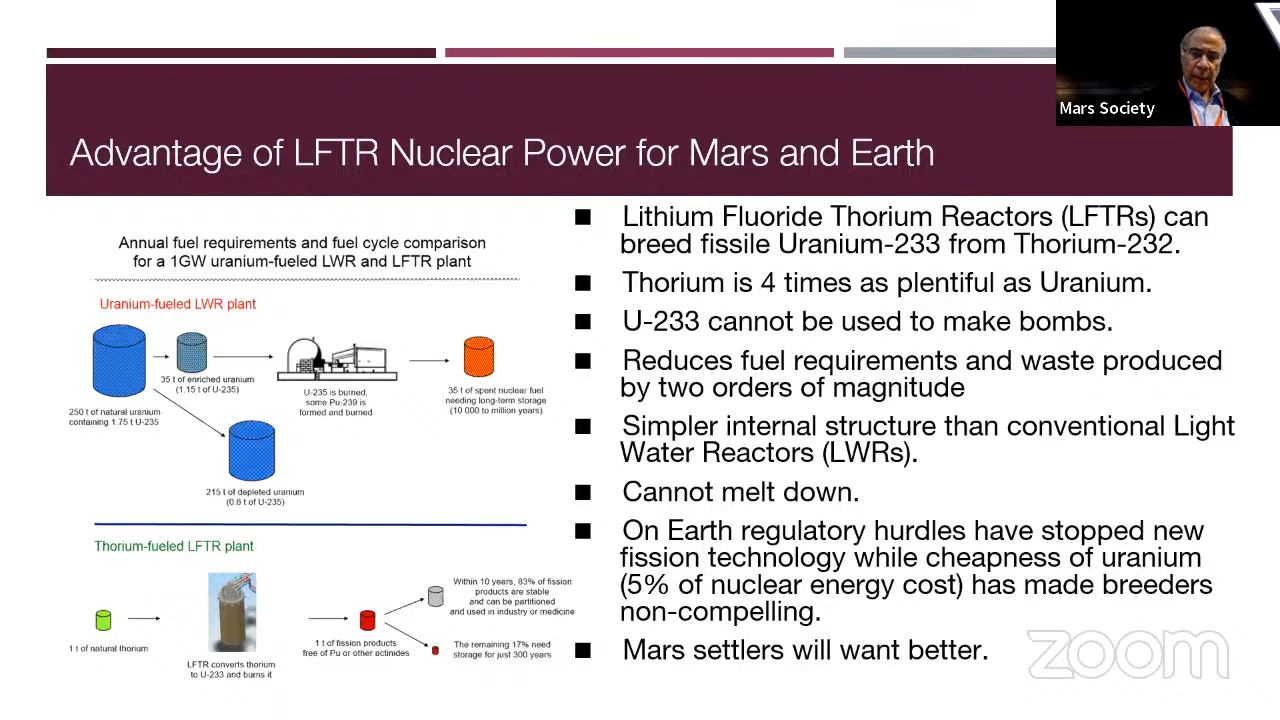 Mars Society
Advantage of LFTR Nuclear Power for Mars and Earth
Annual fuel requirements and fuel cycle comparison
for a 1GW uranium-fueled LWR and LFTR plant
Uranium-fueled LWR plant
250 t of natural uranium
containing 1.75 t U-235
35 t of enriched uranium
(1.15 t of U-235)
U-235 is burned,
some Pu-239 is
formed and burned
35 t of spent nuclear fuel
needing long-term storage
(10 000 to million years)
215 t of depleted uranium
(0.6 t of U-235)
Thorium-fueled LFTR plant
1 t of natural thorium
LFTR converts thorium
to U-233 and burns it
1 t of fission products
free of Pu or other actinides
Within 10 years, 83% of fission
products are stable
and can be partitioned
and used in industry or medicine
The remaining 17% need
storage for just 300 years
■ Lithium Fluoride Thorium Reactors (LFTRs) can
breed fissile Uranium-233 from Thorium-232.
■ Thorium is 4 times as plentiful as Uranium.
■ U-233 cannot be used to make bombs.
■ Reduces fuel requirements and waste produced
by two orders of magnitude
■ Simpler internal structure than conventional Light
Water Reactors (LWRs).
■ Cannot melt down.
■ On Earth regulatory hurdles have stopped new
fission technology while cheapness of uranium
(5% of nuclear energy cost) has made breeders
non-compelling.
■ Mars settlers will want better.
zoom